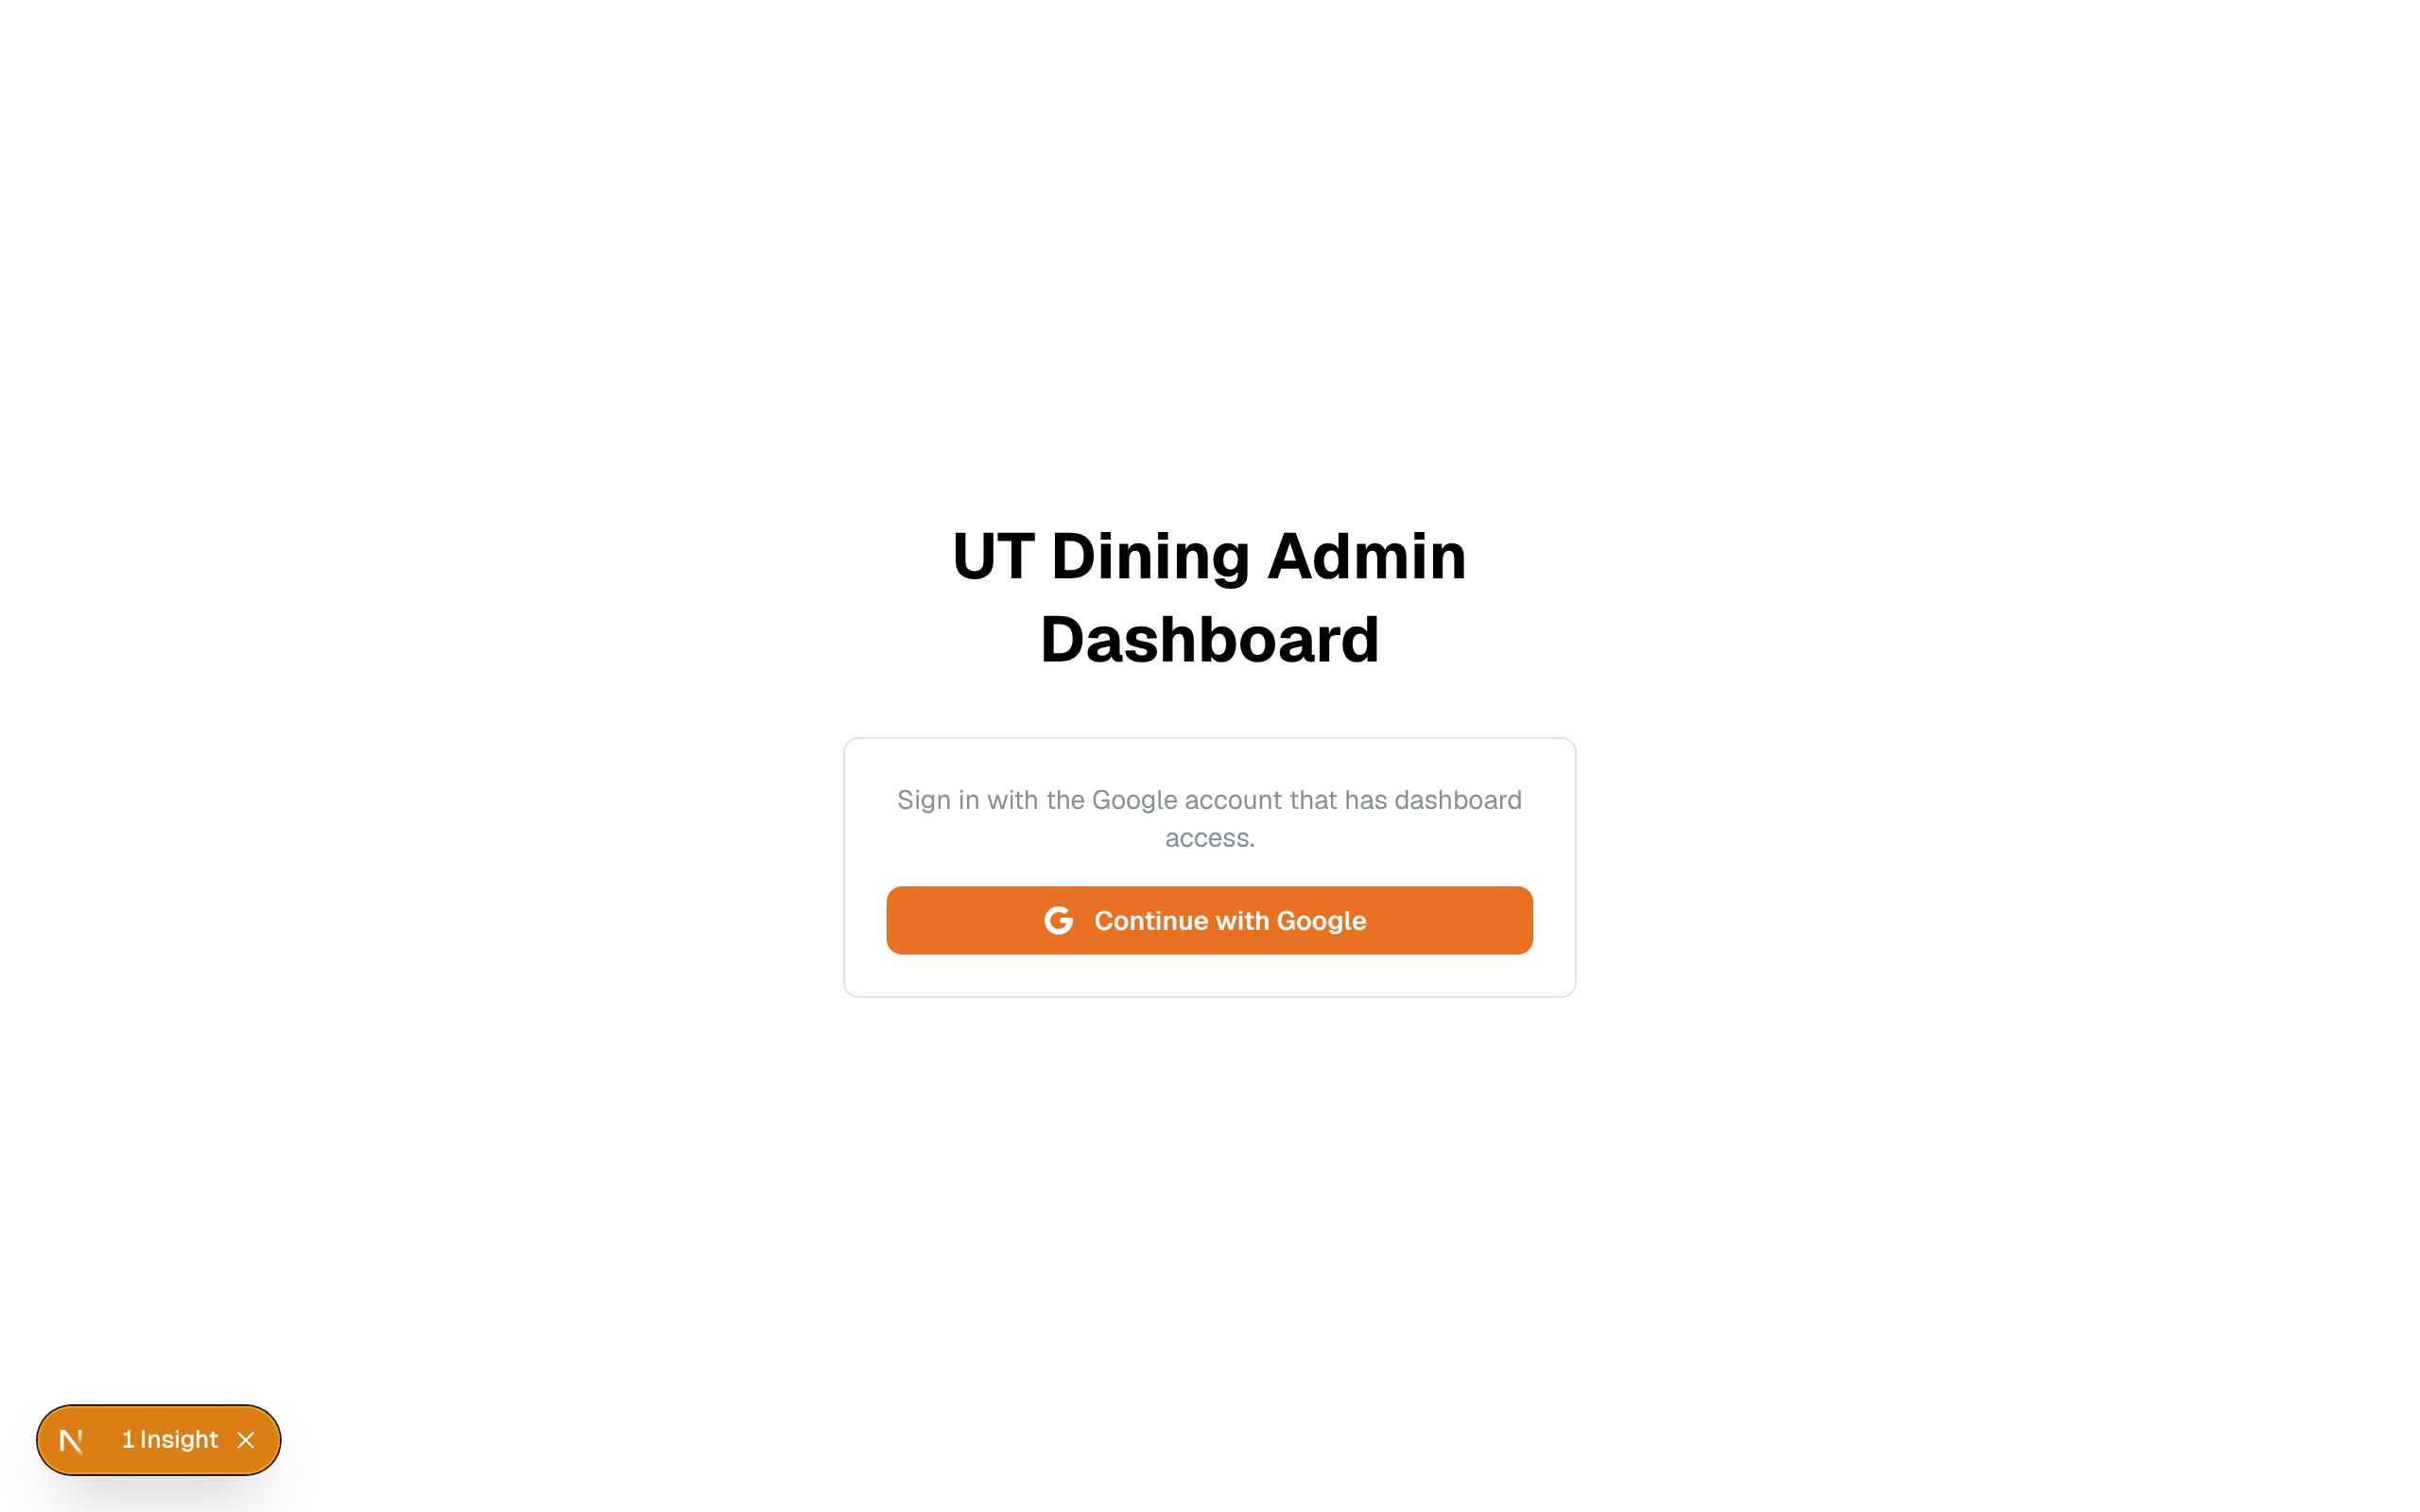 UT Dining Admin
Dashboard
Sign in with the Google account that has dashboard
access.
G Continue with Google
N 1 Insight